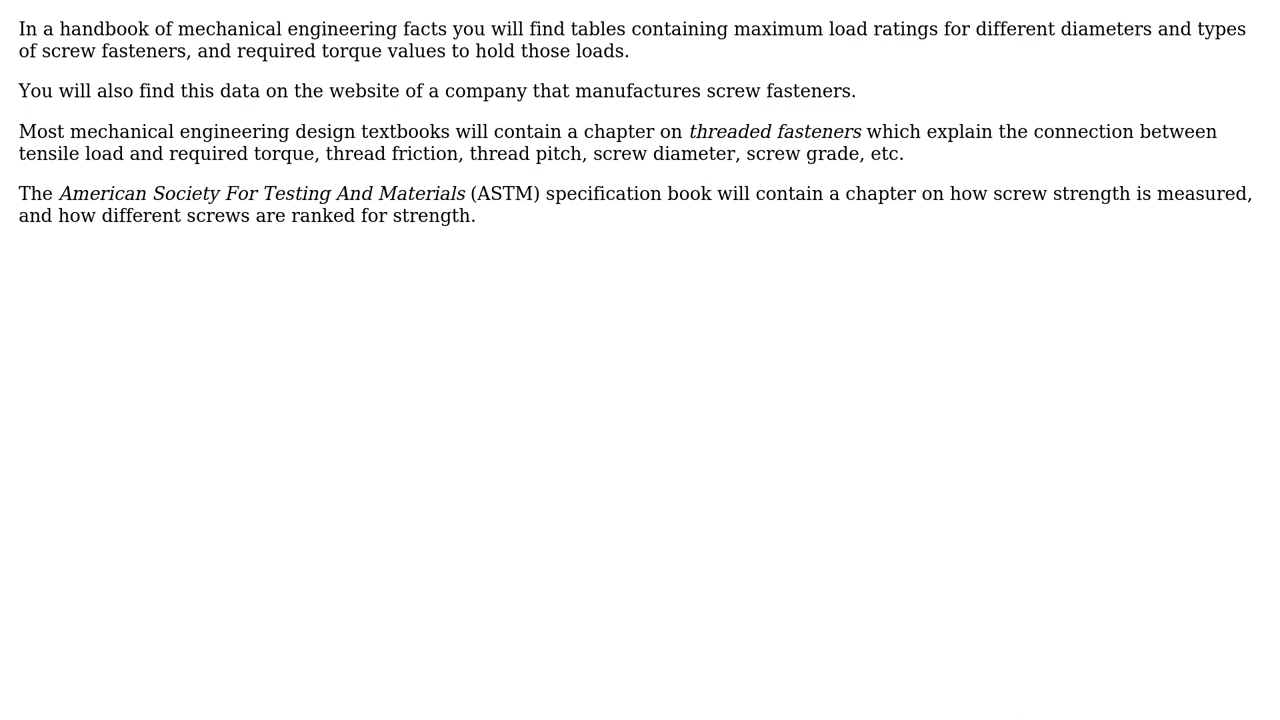 In a handbook of mechanical engineering facts you will find tables containing maximum load ratings for different diameters and types
of screw fasteners, and required torque values to hold those loads.
You will also find this data on the website of a company that manufactures screw fasteners.
Most mechanical engineering design textbooks will contain a chapter on threaded fasteners which explain the connection between
tensile load and required torque, thread friction, thread pitch, screw diameter, screw grade, etc.
The American Society For Testing And Materials (ASTM) specification book will contain a chapter on how screw strength is measured,
and how different screws are ranked for strength.